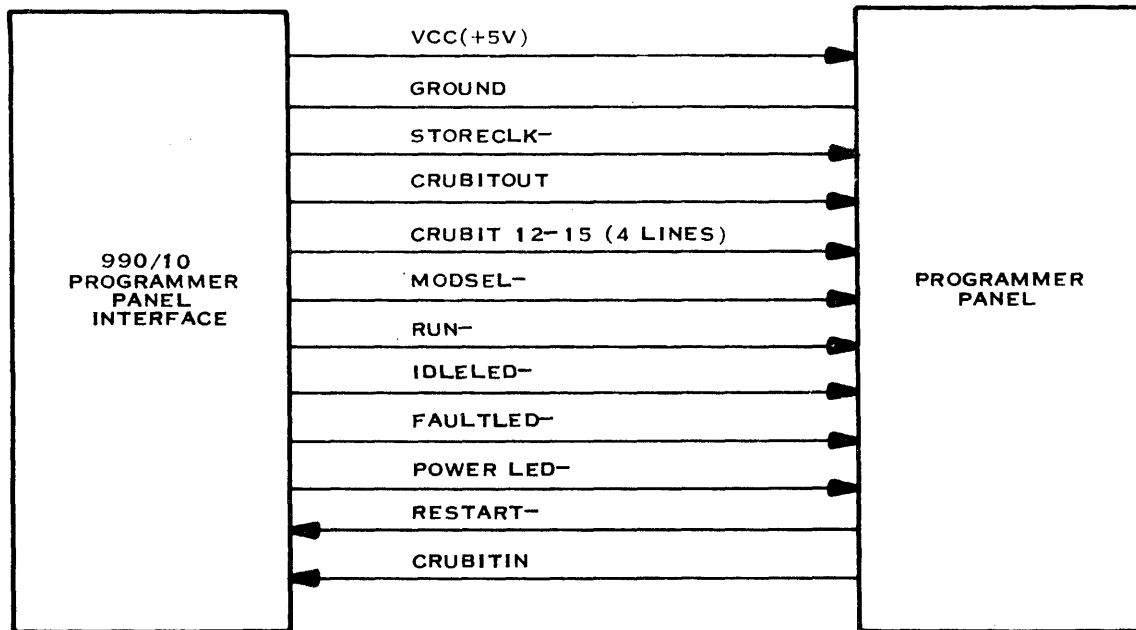 VCC(+5V)
GROUND
STORECLK-
CRUBITOUT
CRUBIT 12-15 (4 LINES)
MODSEL-
RUN-
IDLELED-
FAULTLED-
POWER LED-
RESTART-
CRUBITIN
990/10
PROGRAMMER
PANEL
INTERFACE
PROGRAMMER
PANEL